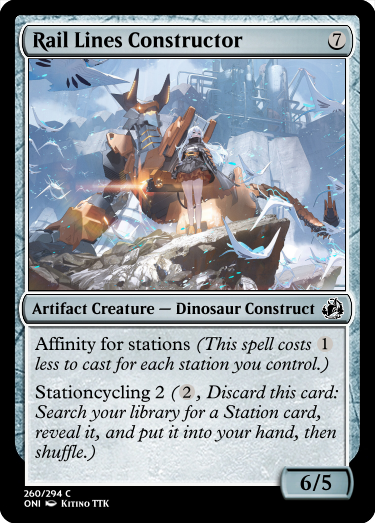 Rail Lines Constructor 7
Artifact Creature — Dinosaur Construct
Affinity for stations (This spell costs 1
less to cast for each station you control.)
Stationcycling 2 (2, Discard this card:
Search your library for a Station card,
reveal it, and put it into your hand, then
shuffle.)
6/5
260/294 C
ONI Kitino TTK